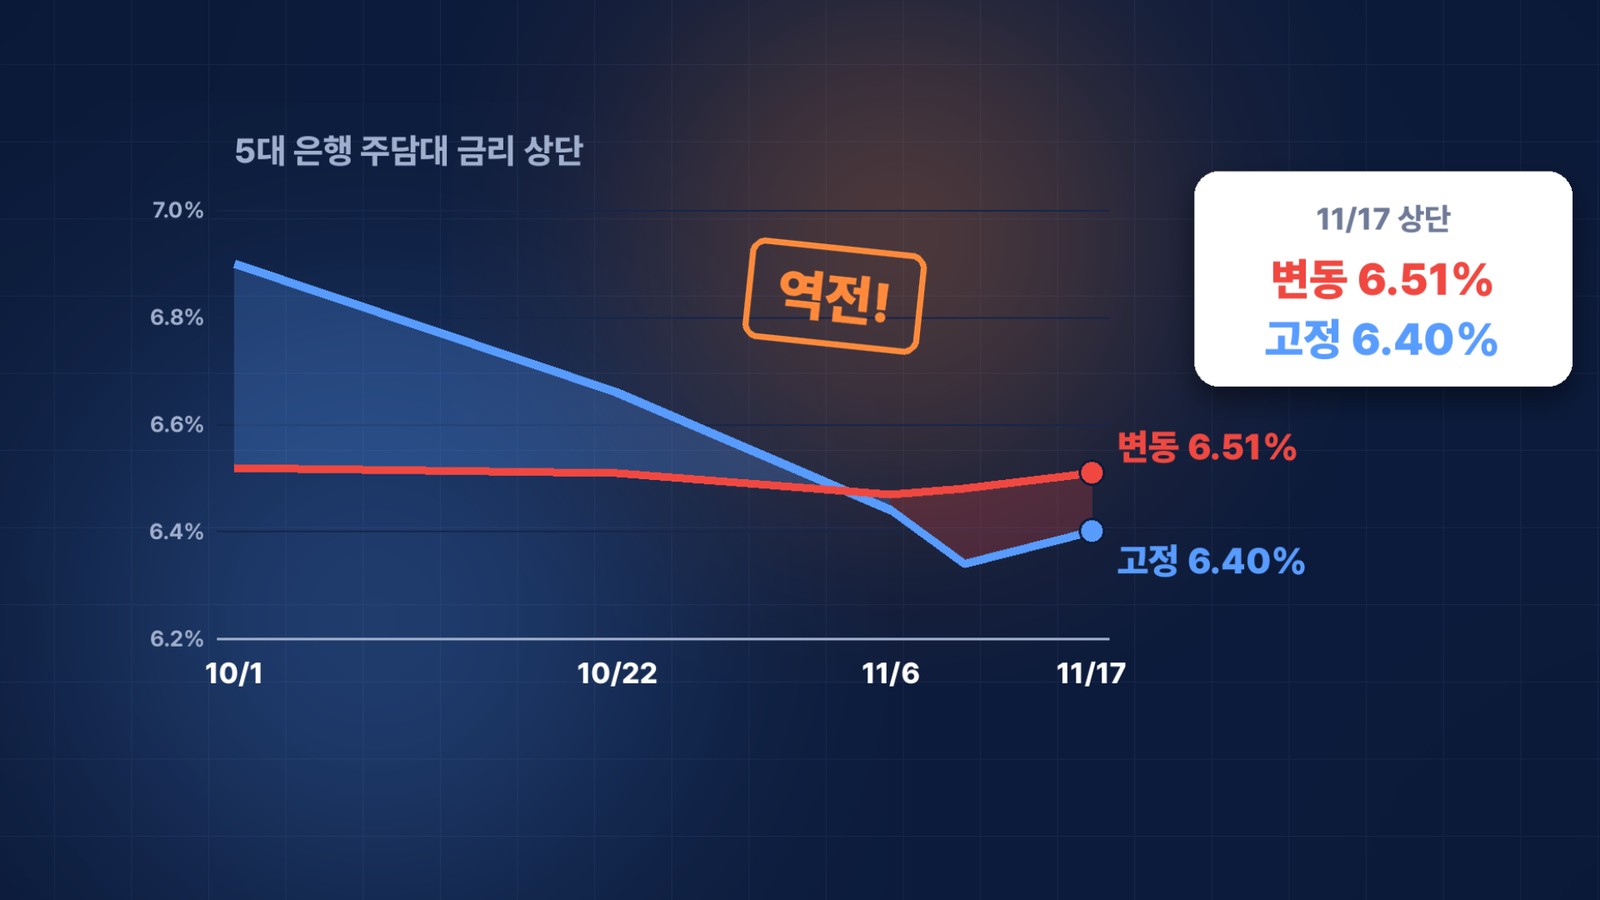 5대 은행 주담대 금리 상단
7.0%
6.8%
6.6%
6.4%
6.2%
10/1
10/22
11/6
11/17
역전!
변동 6.51%
고정 6.40%
11/17 상단
변동 6.51%
고정 6.40%